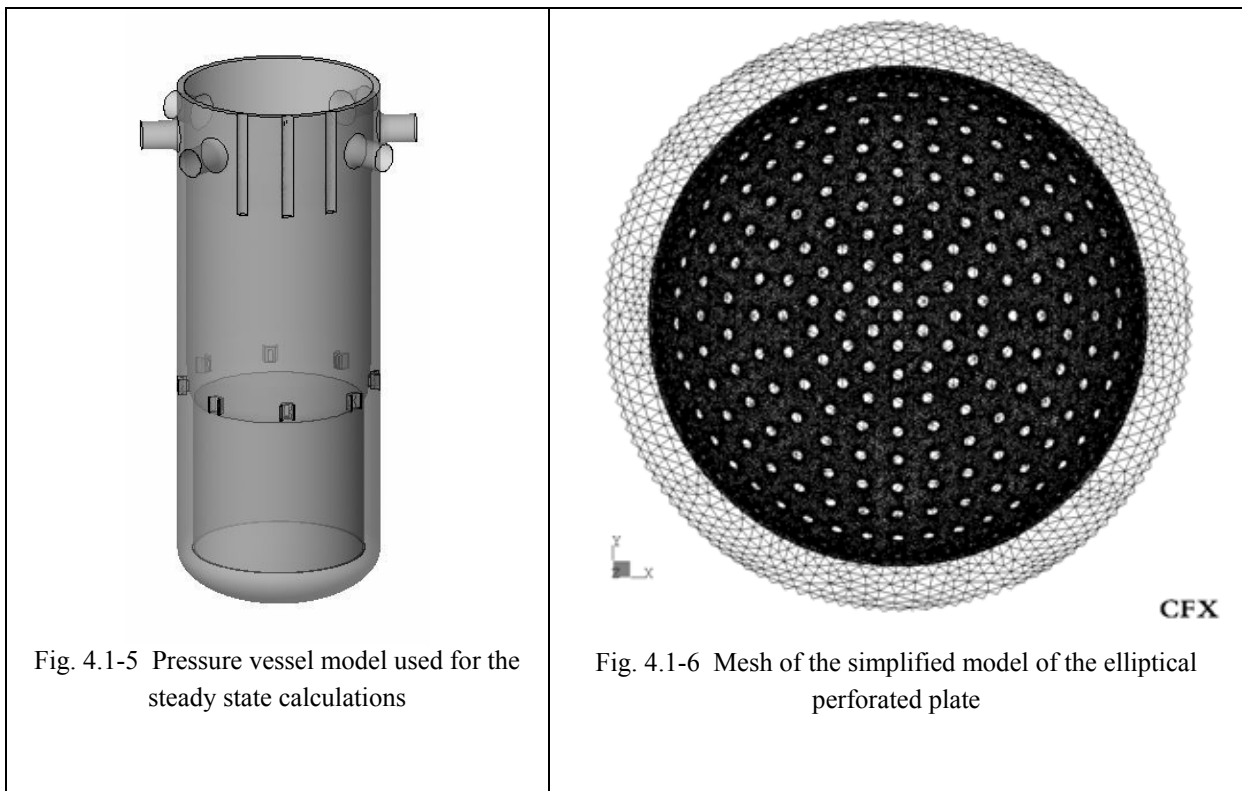 Fig. 4.1-5 Pressure vessel model used for the
steady state calculations
Y
Z X
CFX
Fig. 4.1-6 Mesh of the simplified model of the elliptical
perforated plate